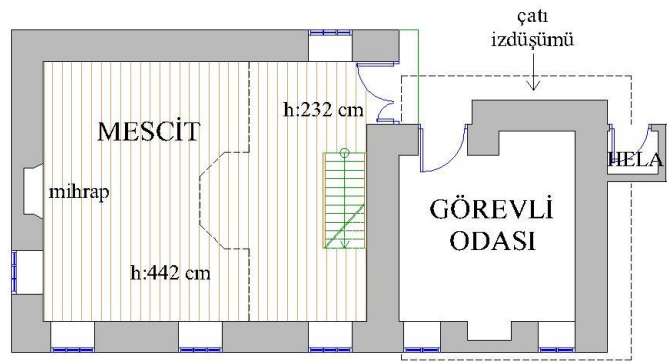 çatı
izdüşümü
h:232 cm
MESCİT
HELA
mihrap
GÖREVLİ
ODASI
h:442 cm